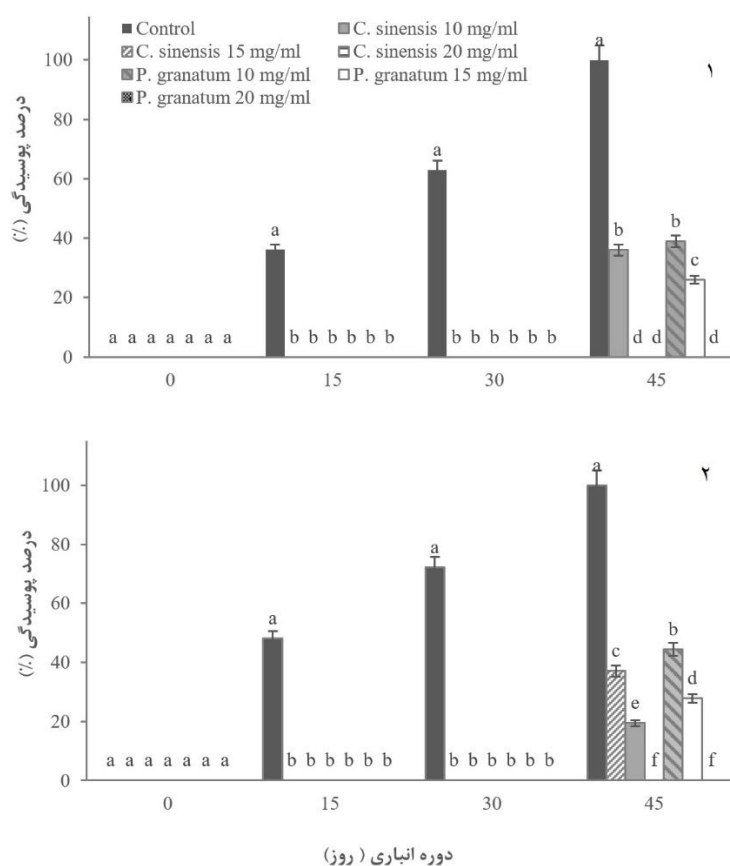 Control
C. sinensis 10 mg/ml
C. sinensis 15 mg/ml
C. sinensis 20 mg/ml
P. granatum 10 mg/ml
P. granatum 15 mg/ml
P. granatum 20 mg/ml
۱
درصد پوسیدگی (٪)
100
80
60
40
20
0
a a a a a a a
a b b b b b b
a b b b b b b
a b d d b c d
0 15 30 45
۲
درصد پوسیدگی (٪)
100
80
60
40
20
0
a a a a a a a
a b b b b b b
a b b b b b b
a c e f b d f
0 15 30 45
دوره انباری ( روز)